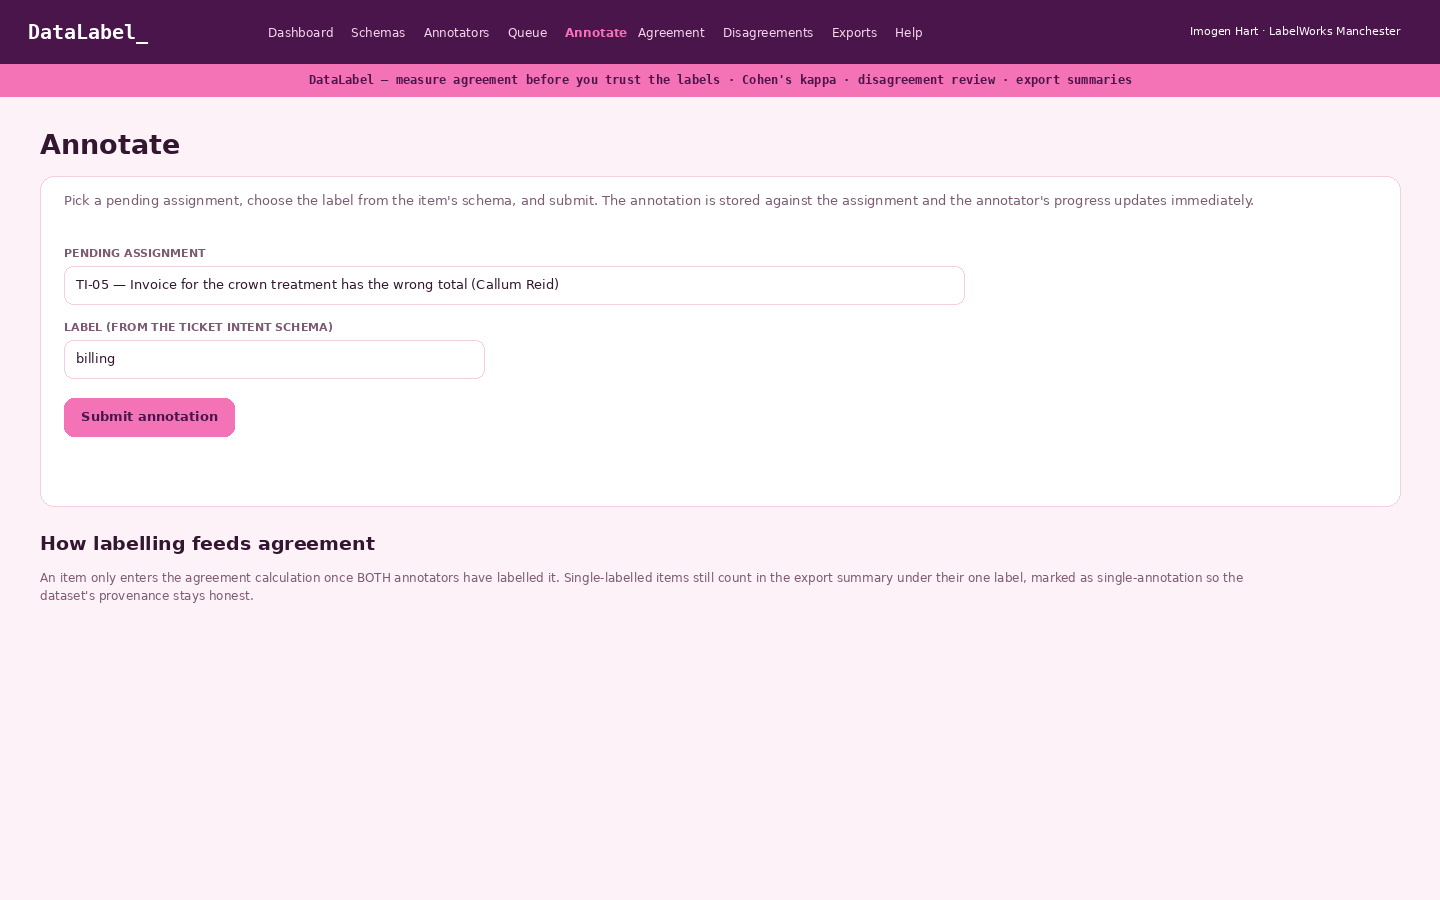 DataLabel_
Dashboard Schemas Annotators Queue Annotate Agreement Disagreements Exports Help
Imogen Hart · LabelWorks Manchester
DataLabel — measure agreement before you trust the labels · Cohen's kappa · disagreement review · export summaries
Annotate
Pick a pending assignment, choose the label from the item's schema, and submit. The annotation is stored against the assignment and the annotator's progress updates immediately.
PENDING ASSIGNMENT
TI-05 — Invoice for the crown treatment has the wrong total (Callum Reid)
LABEL (FROM THE TICKET INTENT SCHEMA)
billing
Submit annotation
How labelling feeds agreement
An item only enters the agreement calculation once BOTH annotators have labelled it. Single-labelled items still count in the export summary under their one label, marked as single-annotation so the
dataset's provenance stays honest.